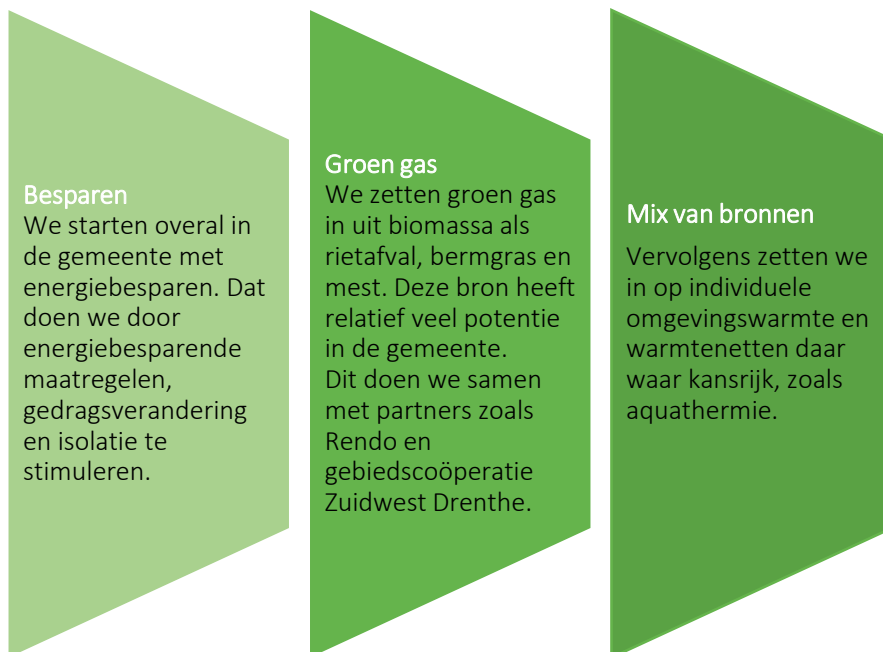 Besparen
We starten overal in
de gemeente met
energiebesparen. Dat
doen we door
energiebesparende
maatregelen,
gedragsverandering
en isolatie te
stimuleren.
Groen gas
We zetten groen gas
in uit biomassa als
rietafval, bermgras en
mest. Deze bron heeft
relatief veel potentie
in de gemeente.
Dit doen we samen
met partners zoals
Rendo en
gebiedscoöperatie
Zuidwest Drenthe.
Mix van bronnen
Vervolgens zetten we
in op individuele
omgevingswarmte en
warmtenetten daar
waar kansrijk, zoals
aquathermie.